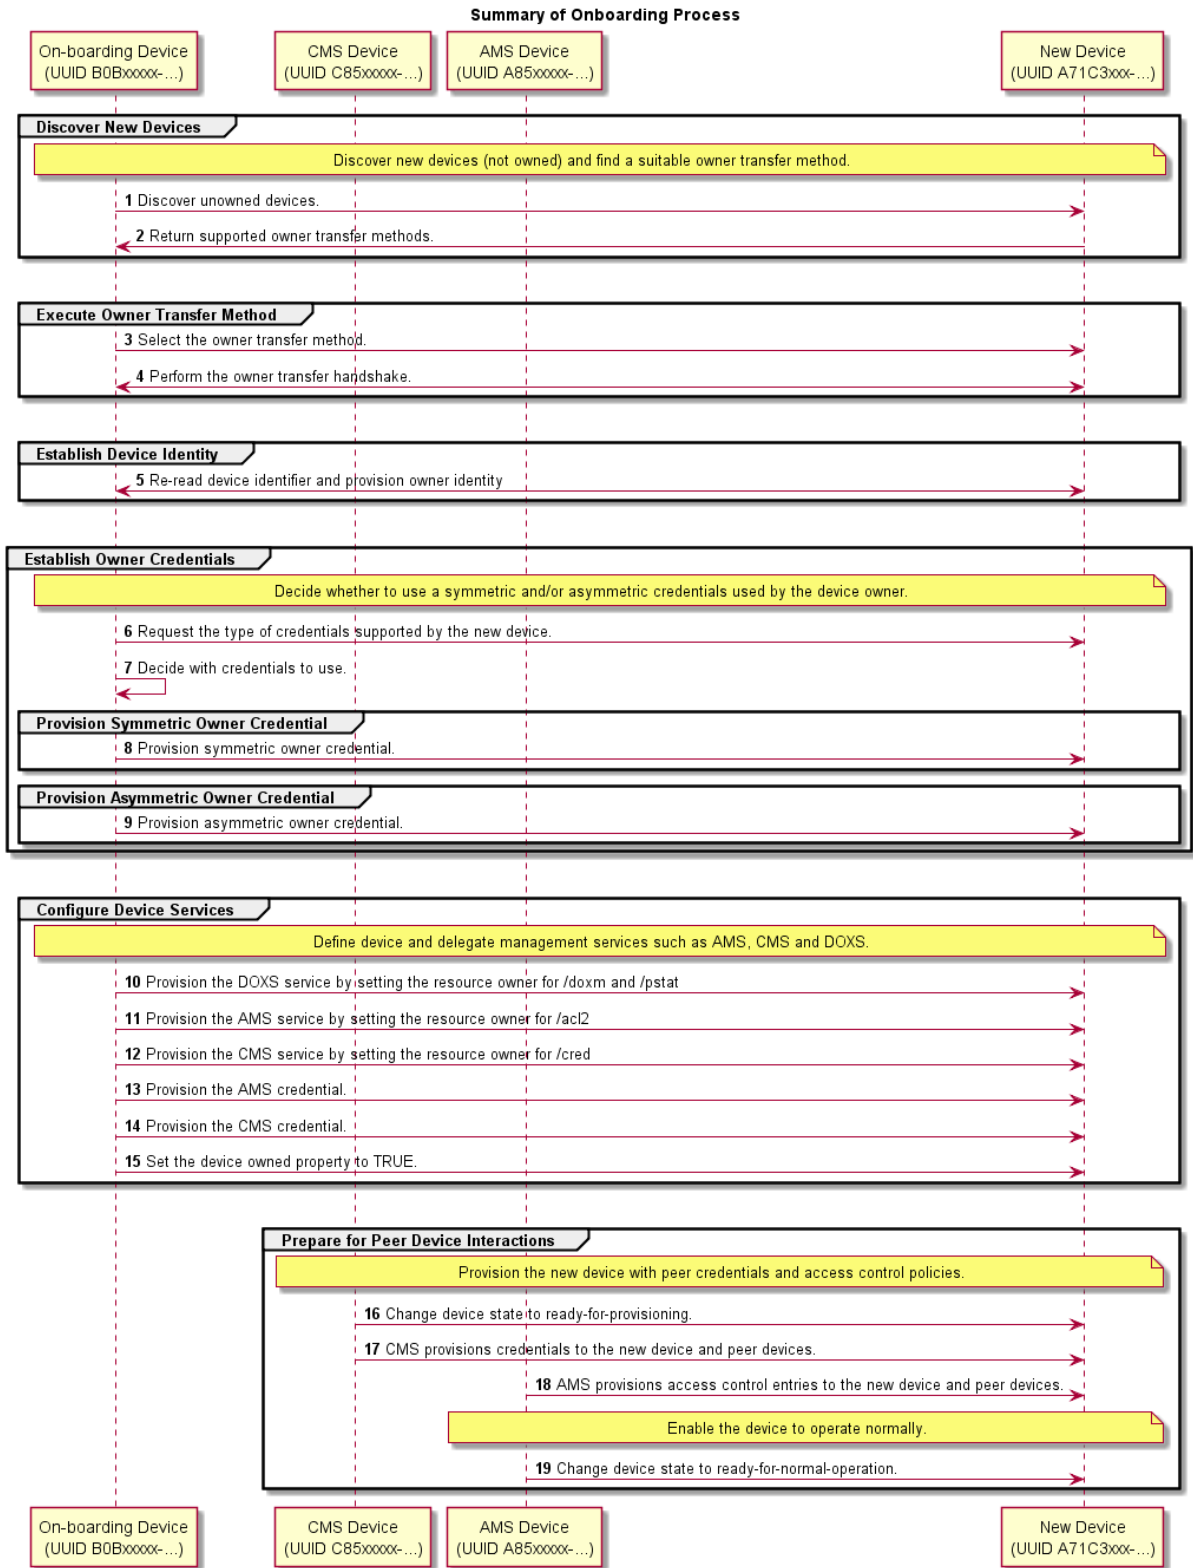 Summary of Onboarding Process
On-boarding Device
(UUID B0Bxxxxx-...)
CMS Device
(UUID C85xxxxx-...)
AMS Device
(UUID A85xxxxx-...)
New Device
(UUID A71C3xxx-...)
Discover New Devices
Discover new devices (not owned) and find a suitable owner transfer method.
1 Discover unowned devices.
2 Return supported owner transfer methods.
Execute Owner Transfer Method
3 Select the owner transfer method.
4 Perform the owner transfer handshake.
Establish Device Identity
5 Re-read device identifier and provision owner identity
Establish Owner Credentials
Decide whether to use a symmetric and/or asymmetric credentials used by the device owner.
6 Request the type of credentials supported by the new device.
7 Decide with credentials to use.
Provision Symmetric Owner Credential
8 Provision symmetric owner credential.
Provision Asymmetric Owner Credential
9 Provision asymmetric owner credential.
Configure Device Services
Define device and delegate management services such as AMS, CMS and DOXS.
10 Provision the DOXS service by setting the resource owner for /doxm and /pstat
11 Provision the AMS service by setting the resource owner for /acl2
12 Provision the CMS service by setting the resource owner for /cred
13 Provision the AMS credential.
14 Provision the CMS credential.
15 Set the device owned property to TRUE.
Prepare for Peer Device Interactions
Provision the new device with peer credentials and access control policies.
16 Change device state to ready-for-provisioning.
17 CMS provisions credentials to the new device and peer devices.
18 AMS provisions access control entries to the new device and peer devices.
Enable the device to operate normally.
19 Change device state to ready-for-normal-operation.
On-boarding Device
(UUID B0Bxxxxx-...)
CMS Device
(UUID C85xxxxx-...)
AMS Device
(UUID A85xxxxx-...)
New Device
(UUID A71C3xxx-...)